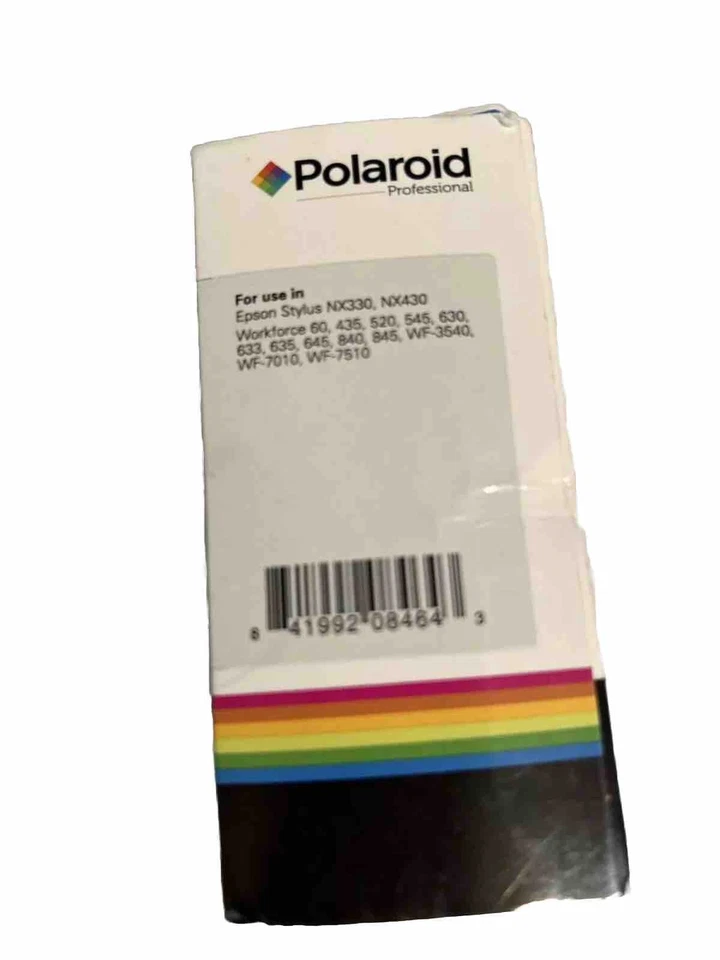 Polaroid
Professional
For use in
Epson Stylus NX330, NX430
Workforce 60, 435, 520, 545, 630,
633, 635, 645, 840, 845, WF-3540,
WF-7010, WF-7510
8 41992 08464 3